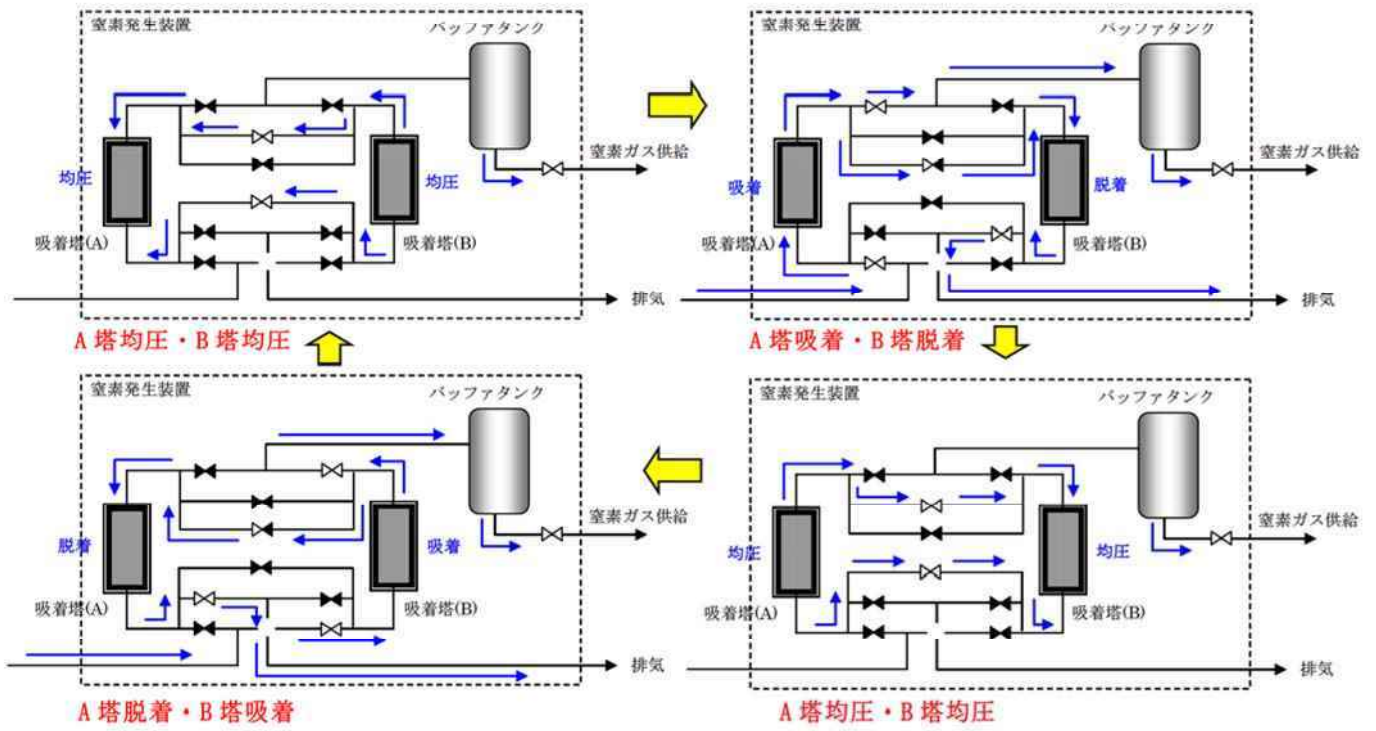 窒素発生装置
バッファタンク
均圧
均圧
窒素ガス供給
吸着塔(A)
吸着塔(B)
排気
A塔均圧・B塔均圧
窒素発生装置
バッファタンク
吸着
脱着
窒素ガス供給
吸着塔(A)
吸着塔(B)
排気
A塔吸着・B塔脱着
窒素発生装置
バッファタンク
脱着
吸着
窒素ガス供給
吸着塔(A)
吸着塔(B)
排気
A塔脱着・B塔吸着
窒素発生装置
バッファタンク
均圧
均圧
窒素ガス供給
吸着塔(A)
吸着塔(B)
排気
A塔均圧・B塔均圧